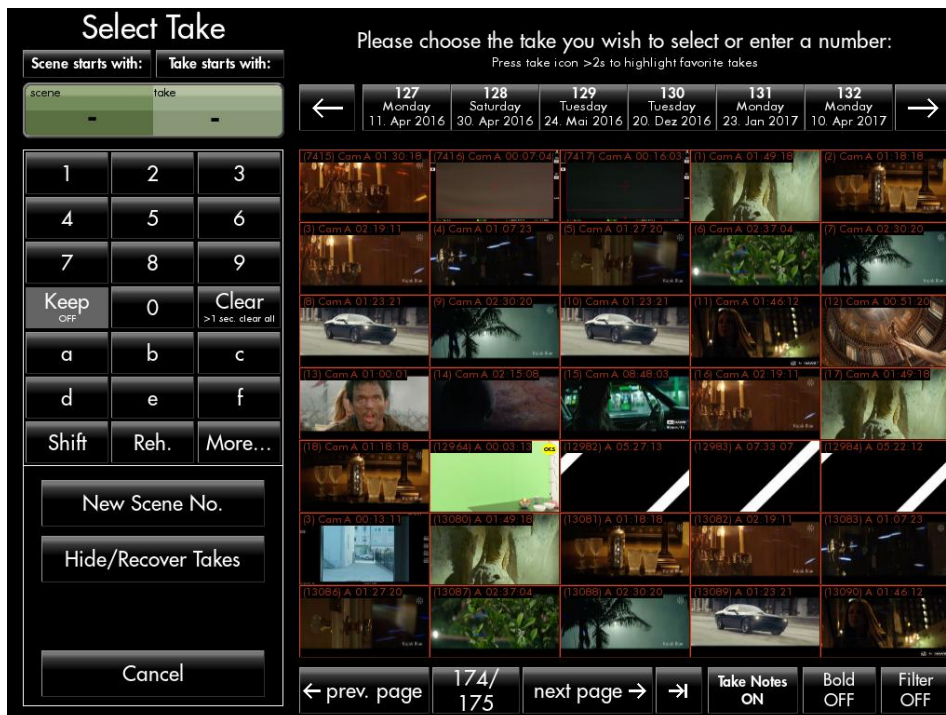 Select Take
Scene starts with:
Take starts with:
scene
take
-
-
1
2
3
4
5
6
7
8
9
Keep
OFF
0
Clear
>1 sec. clear all
a
b
c
d
e
f
Shift
Reh.
More...
New Scene No.
Hide/Recover Takes
Cancel
Please choose the take you wish to select or enter a number:
Press take icon >2s to highlight favorite takes
←
127
Monday
11. Apr 2016
128
Saturday
30. Apr 2016
129
Tuesday
24. Mai 2016
130
Tuesday
20. Dez 2016
131
Monday
23. Jan 2017
132
Monday
10. Apr 2017
→
(7415) Cam A 01:30:18
(7416) Cam A 00:07:04
(7417) Cam A 00:16:03
(1) Cam A 01:49:18
(2) Cam A 01:18:18
(3) Cam A 02:19:11
(4) Cam A 01:07:23
(5) Cam A 01:27:20
(6) Cam A 02:37:04
(7) Cam A 02:30:20
(8) Cam A 01:23:21
(9) Cam A 02:30:20
(10) Cam A 01:23:21
(11) Cam A 01:46:12
(12) Cam A 00:51:20
(13) Cam A 01:00:01
(14) Cam A 02:15:08
(15) Cam A 08:48:03
(16) Cam A 02:19:11
(17) Cam A 01:49:18
(18) Cam A 01:18:18
(12964) A 00:03:13
OCS
(12982) A 05:27:13
(12983) A 07:33:07
(12984) A 05:22:12
(3) Cam A 00:13:11
(13080) A 01:49:18
(13081) A 01:18:18
(13082) A 02:19:11
(13083) A 01:07:23
(13086) A 01:27:20
(13087) A 02:37:04
(13088) A 02:30:20
(13089) A 01:23:21
(13090) A 01:46:12
← prev. page
174/
175
next page →
Take Notes
ON
Bold
OFF
Filter
OFF